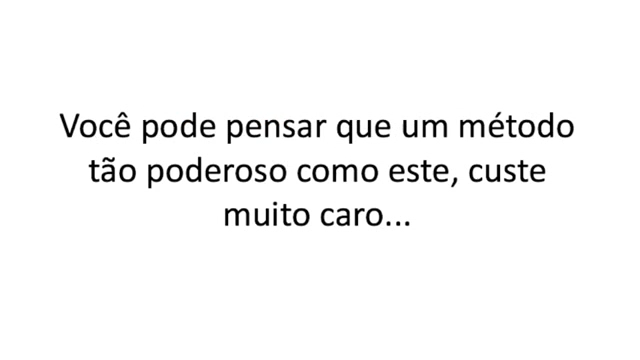 Você pode pensar que um método
tão poderoso como este, custe
muito caro...